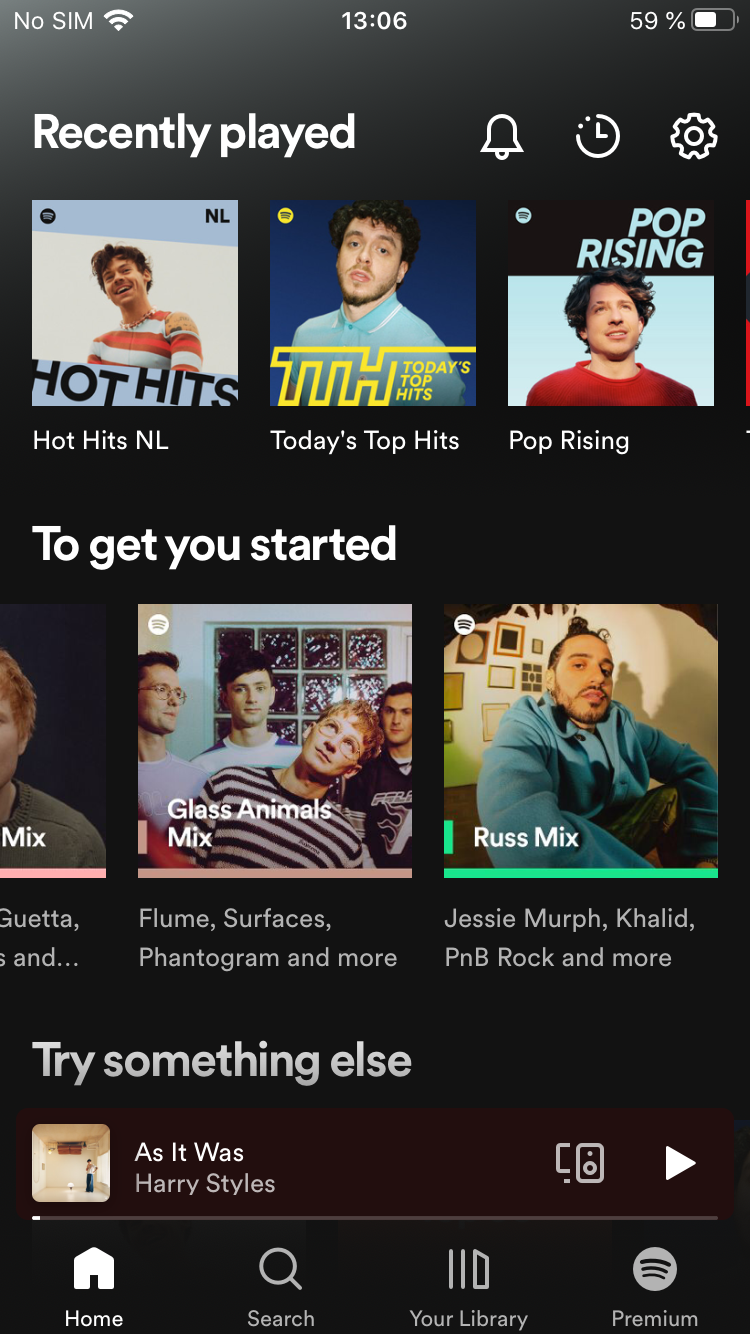 No SIM 13:06 59 %
Recently played
NL
HOT HITS
TODAY'S
TOP
HITS
POP
RISING
Hot Hits NL Today's Top Hits Pop Rising
To get you started
Mix
Glass Animals
Mix
Russ Mix
Guetta, Flume, Surfaces, Jessie Murph, Khalid,
s and... Phantogram and more PnB Rock and more
Try something else
As It Was
Harry Styles
Home Search Your Library Premium